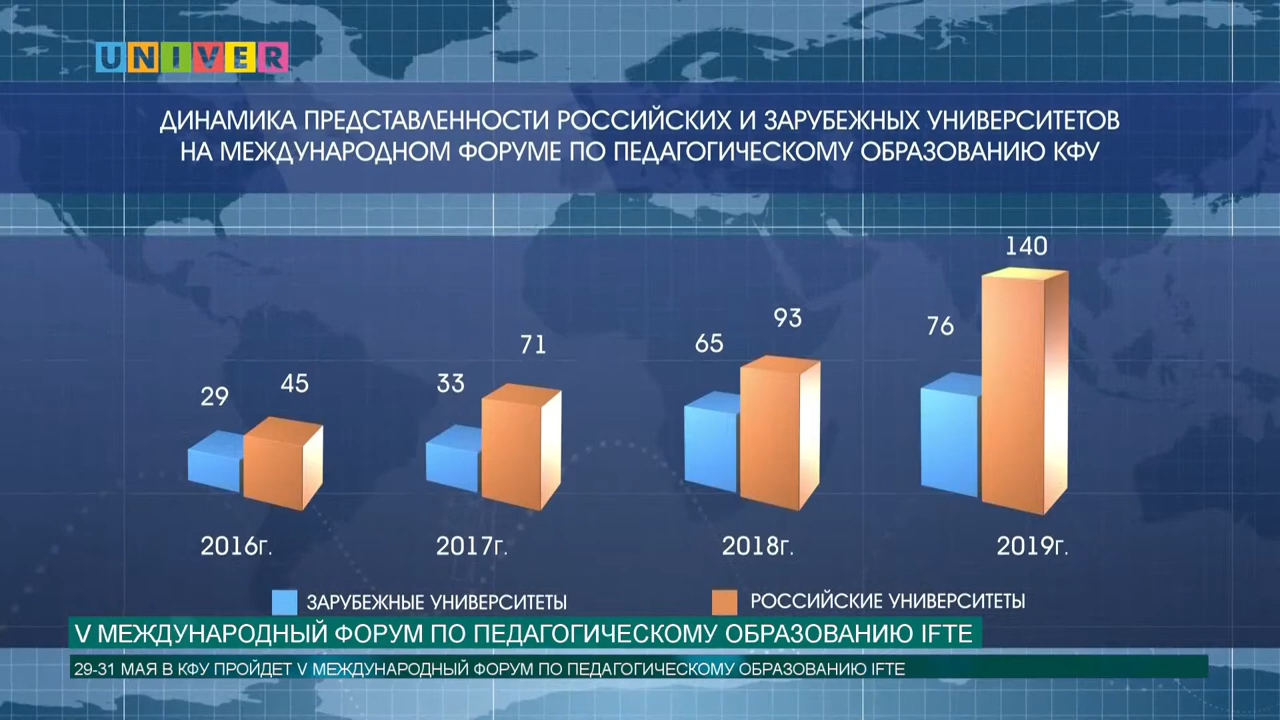 UNIVER
ДИНАМИКА ПРЕДСТАВЛЕННОСТИ РОССИЙСКИХ И ЗАРУБЕЖНЫХ УНИВЕРСИТЕТОВ
НА МЕЖДУНАРОДНОМ ФОРУМЕ ПО ПЕДАГОГИЧЕСКОМУ ОБРАЗОВАНИЮ КФУ
29 45 33 71 65 93 76 140
2016г. 2017г. 2018г. 2019г.
ЗАРУБЕЖНЫЕ УНИВЕРСИТЕТЫ РОССИЙСКИЕ УНИВЕРСИТЕТЫ
V МЕЖДУНАРОДНЫЙ ФОРУМ ПО ПЕДАГОГИЧЕСКОМУ ОБРАЗОВАНИЮ IFTE
29-31 МАЯ В КФУ ПРОЙДЕТ V МЕЖДУНАРОДНЫЙ ФОРУМ ПО ПЕДАГОГИЧЕСКОМУ ОБРАЗОВАНИЮ IFTE